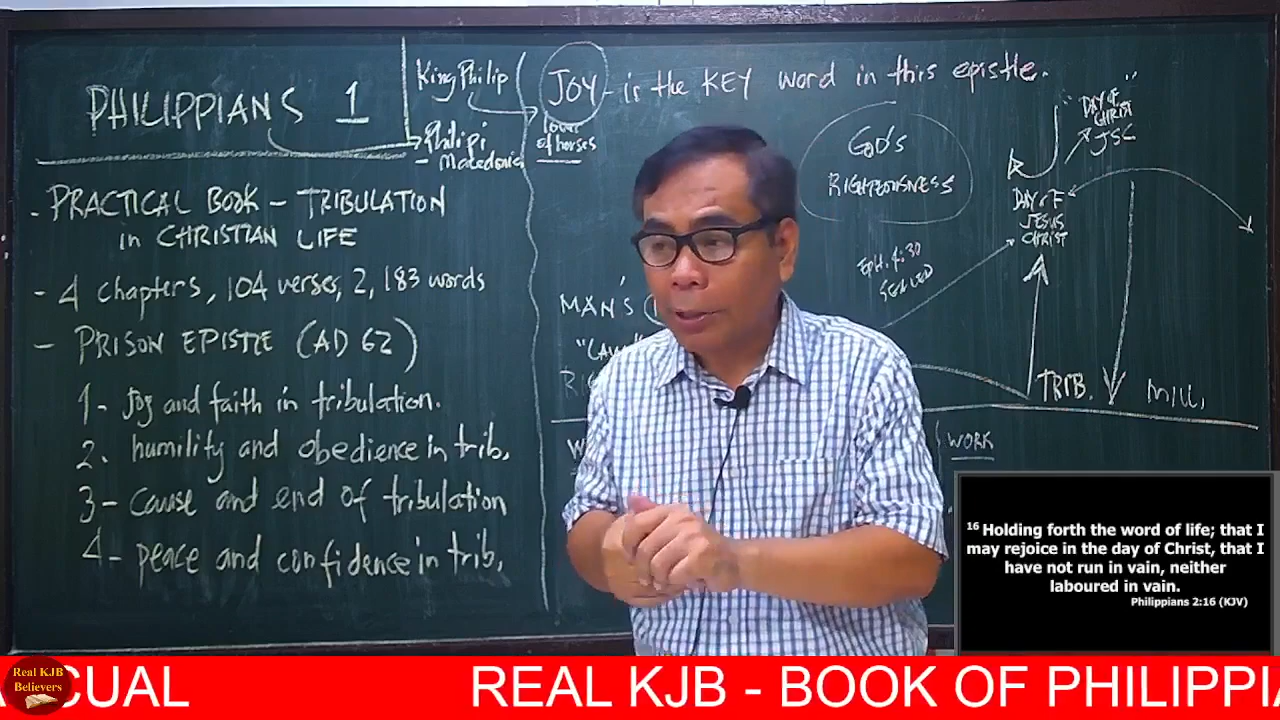 PHILIPPIANS 1
King Philip
Philipi
- Macedonia
lover
of horses
- PRACTICAL BOOK - TRIBULATION
in CHRISTIAN LIFE
- 4 chapters, 104 verses, 2,183 words
- PRISON EPISTLE (AD 62)
1 - Joy and faith in tribulation.
2. humility and obedience in trib.
3 - Cause and end of tribulation
4 - peace and confidence in trib.
JOY - is the KEY word in this epistle.
God's
RIGHTEOUSNESS
"DAY OF
CHRIST"
JSC
DAY OF
JESUS
CHRIST
Eph. 4:30
SEALED
MAN'S
"LAW"
TRIB.
MILL.
WORK
16 Holding forth the word of life; that I
may rejoice in the day of Christ, that I
have not run in vain, neither
laboured in vain.
Philippians 2:16 (KJV)
Real KJB
Believers
CUAL REAL KJB - BOOK OF PHILIPPI